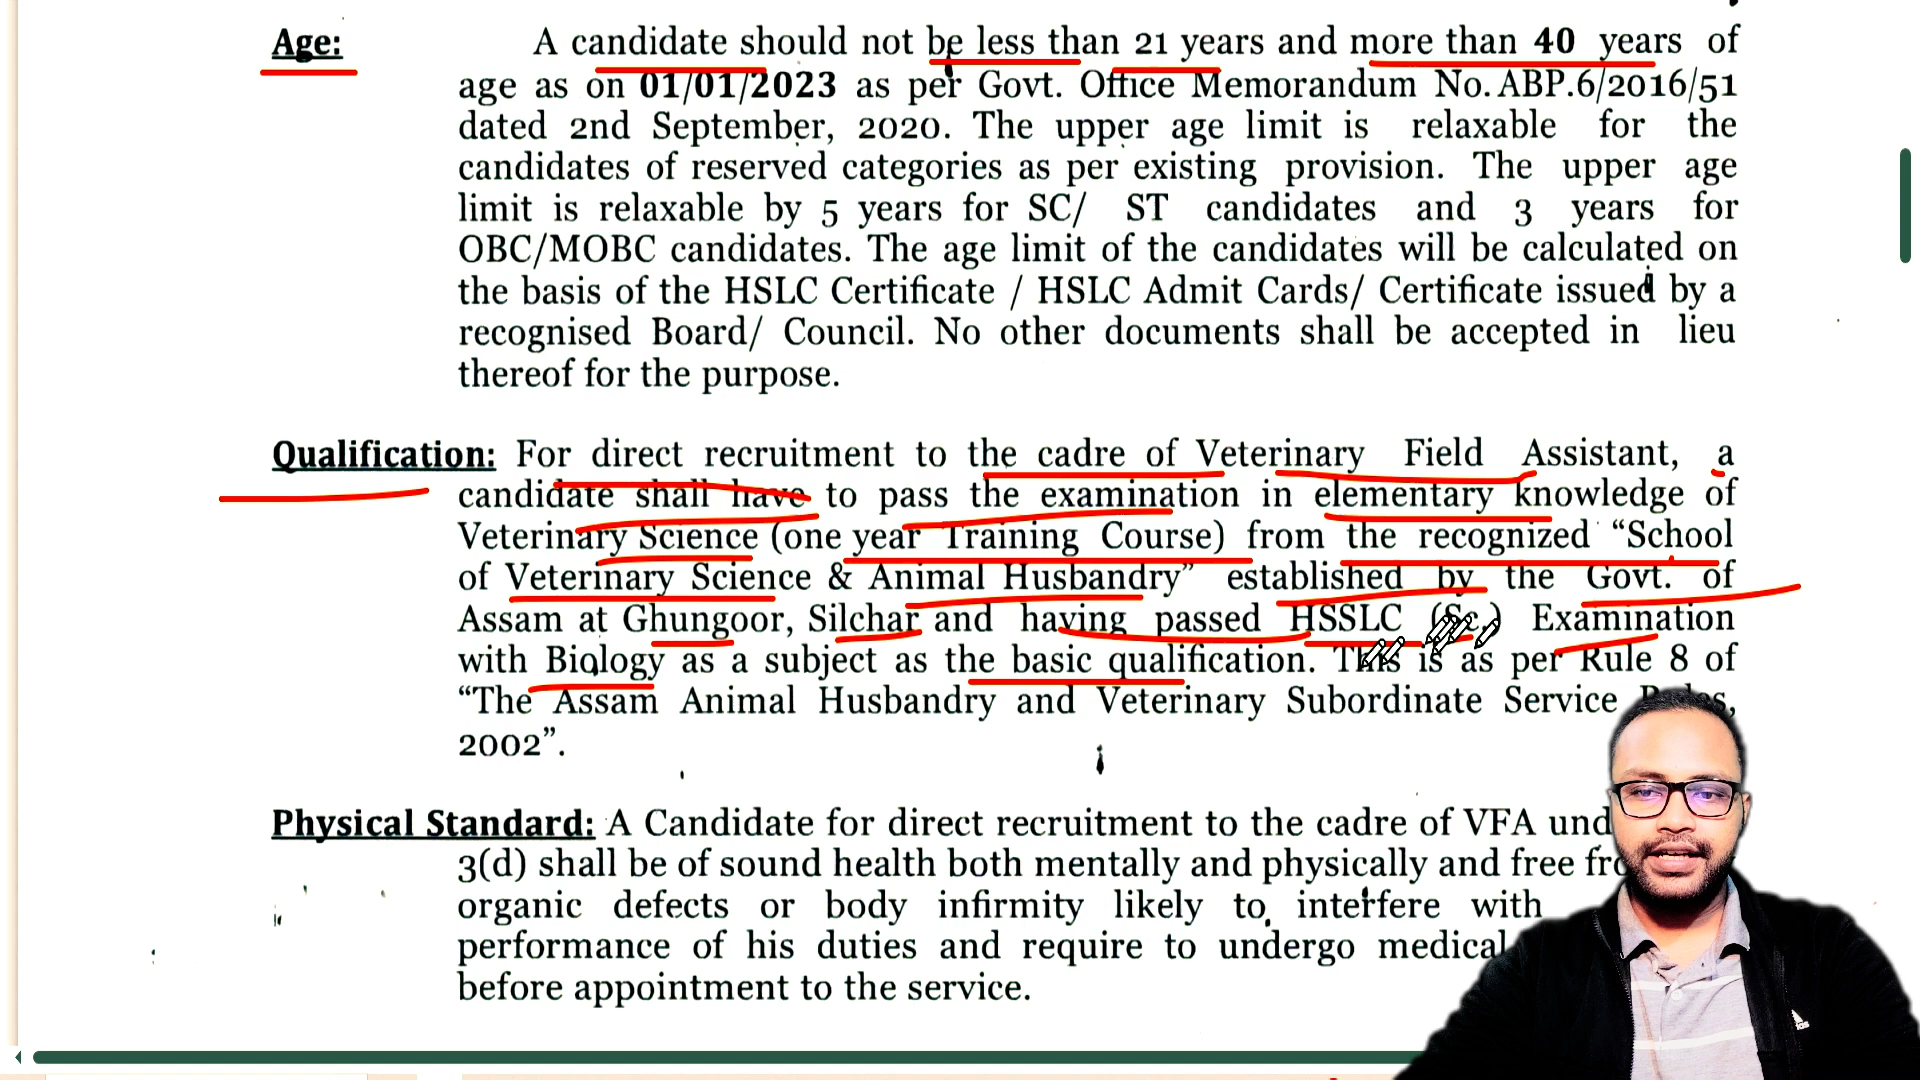 Age: A candidate should not be less than 21 years and more than 40 years of
age as on 01/01/2023 as per Govt. Office Memorandum No. ABP.6/2016/51
dated 2nd September, 2020. The upper age limit is relaxable for the
candidates of reserved categories as per existing provision. The upper age
limit is relaxable by 5 years for SC/ ST candidates and 3 years for
OBC/MOBC candidates. The age limit of the candidates will be calculated on
the basis of the HSLC Certificate / HSLC Admit Cards/ Certificate issued by a
recognised Board/ Council. No other documents shall be accepted in lieu
thereof for the purpose.
Qualification: For direct recruitment to the cadre of Veterinary Field Assistant, a
candidate shall have to pass the examination in elementary knowledge of
Veterinary Science (one year Training Course) from the recognized “School
of Veterinary Science & Animal Husbandry” established by the Govt. of
Assam at Ghungoor, Silchar and having passed HSSLC (Sc.) Examination
with Biology as a subject as the basic qualification. This is as per Rule 8 of
“The Assam Animal Husbandry and Veterinary Subordinate Service
2002”.
Physical Standard: A Candidate for direct recruitment to the cadre of VFA
3(d) shall be of sound health both mentally and physically and free
organic defects or body infirmity likely to interfere with
performance of his duties and require to undergo medical
before appointment to the service.